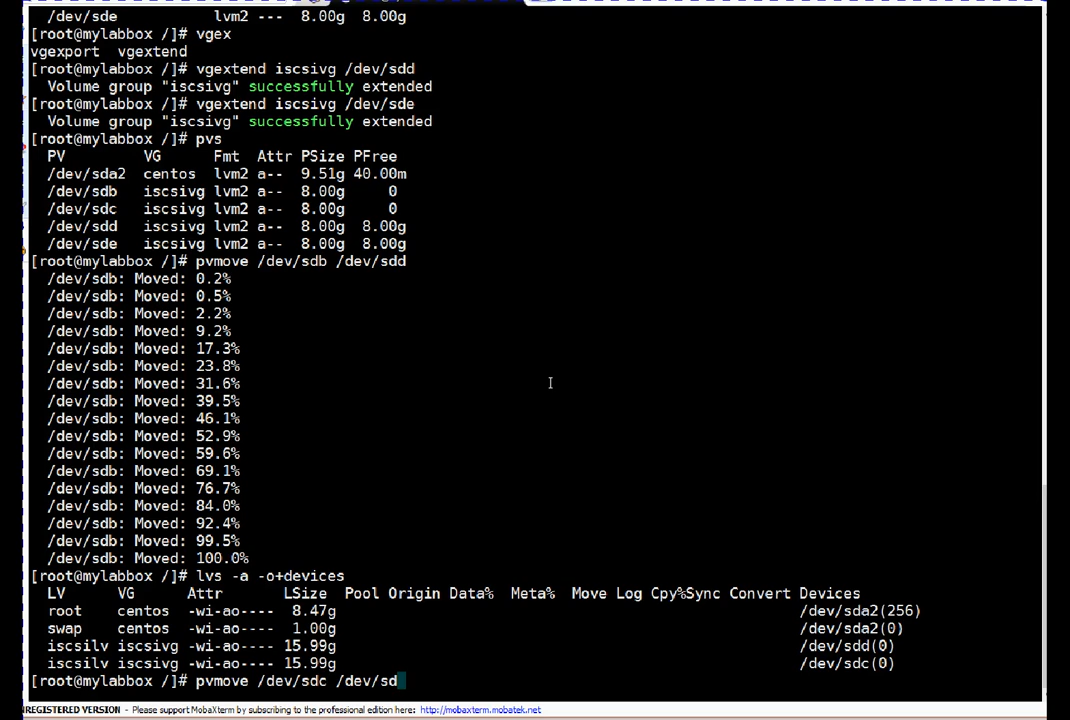 /dev/sde           lvm2 ---  8.00g  8.00g
[root@mylabbox /]# vgex
vgexport  vgextend
[root@mylabbox /]# vgextend iscsivg /dev/sdd
  Volume group "iscsivg" successfully extended
[root@mylabbox /]# vgextend iscsivg /dev/sde
  Volume group "iscsivg" successfully extended
[root@mylabbox /]# pvs
  PV         VG      Fmt  Attr PSize PFree
  /dev/sda2  centos  lvm2 a--  9.51g 40.00m
  /dev/sdb   iscsivg lvm2 a--  8.00g     0
  /dev/sdc   iscsivg lvm2 a--  8.00g     0
  /dev/sdd   iscsivg lvm2 a--  8.00g  8.00g
  /dev/sde   iscsivg lvm2 a--  8.00g  8.00g
[root@mylabbox /]# pvmove /dev/sdb /dev/sdd
  /dev/sdb: Moved: 0.2%
  /dev/sdb: Moved: 0.5%
  /dev/sdb: Moved: 2.2%
  /dev/sdb: Moved: 9.2%
  /dev/sdb: Moved: 17.3%
  /dev/sdb: Moved: 23.8%
  /dev/sdb: Moved: 31.6%
  /dev/sdb: Moved: 39.5%
  /dev/sdb: Moved: 46.1%
  /dev/sdb: Moved: 52.9%
  /dev/sdb: Moved: 59.6%
  /dev/sdb: Moved: 69.1%
  /dev/sdb: Moved: 76.7%
  /dev/sdb: Moved: 84.0%
  /dev/sdb: Moved: 92.4%
  /dev/sdb: Moved: 99.5%
  /dev/sdb: Moved: 100.0%
[root@mylabbox /]# lvs -a -o+devices
  LV      VG      Attr       LSize  Pool Origin Data%  Meta%  Move Log Cpy%Sync Convert Devices
  root    centos  -wi-ao----  8.47g                                                     /dev/sda2(256)
  swap    centos  -wi-ao----  1.00g                                                     /dev/sda2(0)
  iscsilv iscsivg -wi-ao---- 15.99g                                                     /dev/sdd(0)
  iscsilv iscsivg -wi-ao---- 15.99g                                                     /dev/sdc(0)
[root@mylabbox /]# pvmove /dev/sdc /dev/sd
NREGISTERED VERSION - Please support MobaXterm by subscribing to the professional edition here: http://mobaxterm.mobatek.net